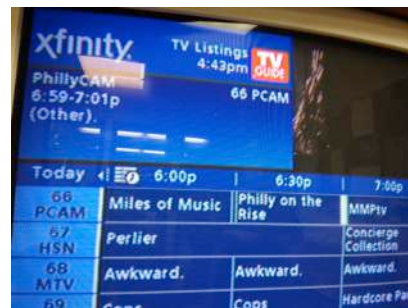 xfinity
TV Listings
4:43pm
TV GUIDE
PhillyCAM
6:59-7:01p
66 PCAM
(Other).
Today 6:00p 6:30p 7:00p
66 PCAM Miles of Music Philly on the Rise MMPtv
67 HSN Perlier Concierge Collection
68 MTV Awkward. Awkward. Awkward.
69 Cops Cops Hardcore